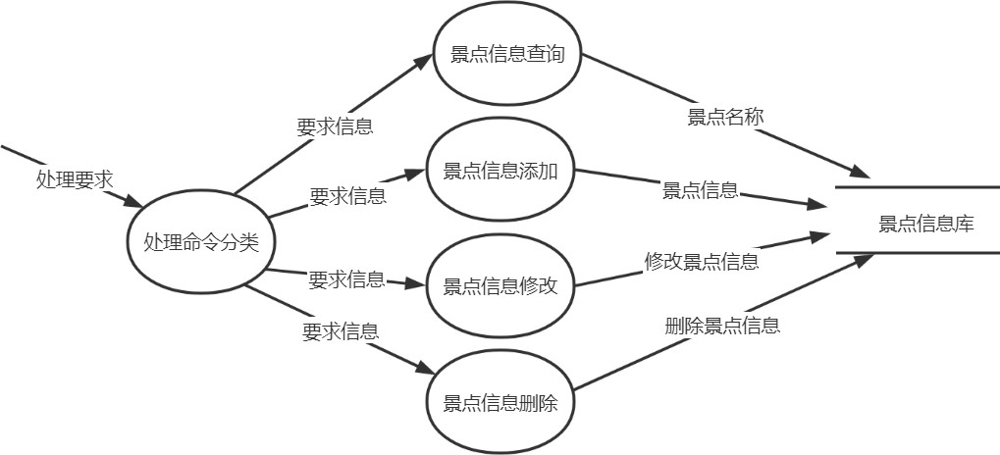 景点信息查询
要求信息
景点名称
处理要求
要求信息
景点信息添加
景点信息
处理命令分类
景点信息库
要求信息
景点信息修改
修改景点信息
要求信息
删除景点信息
景点信息删除